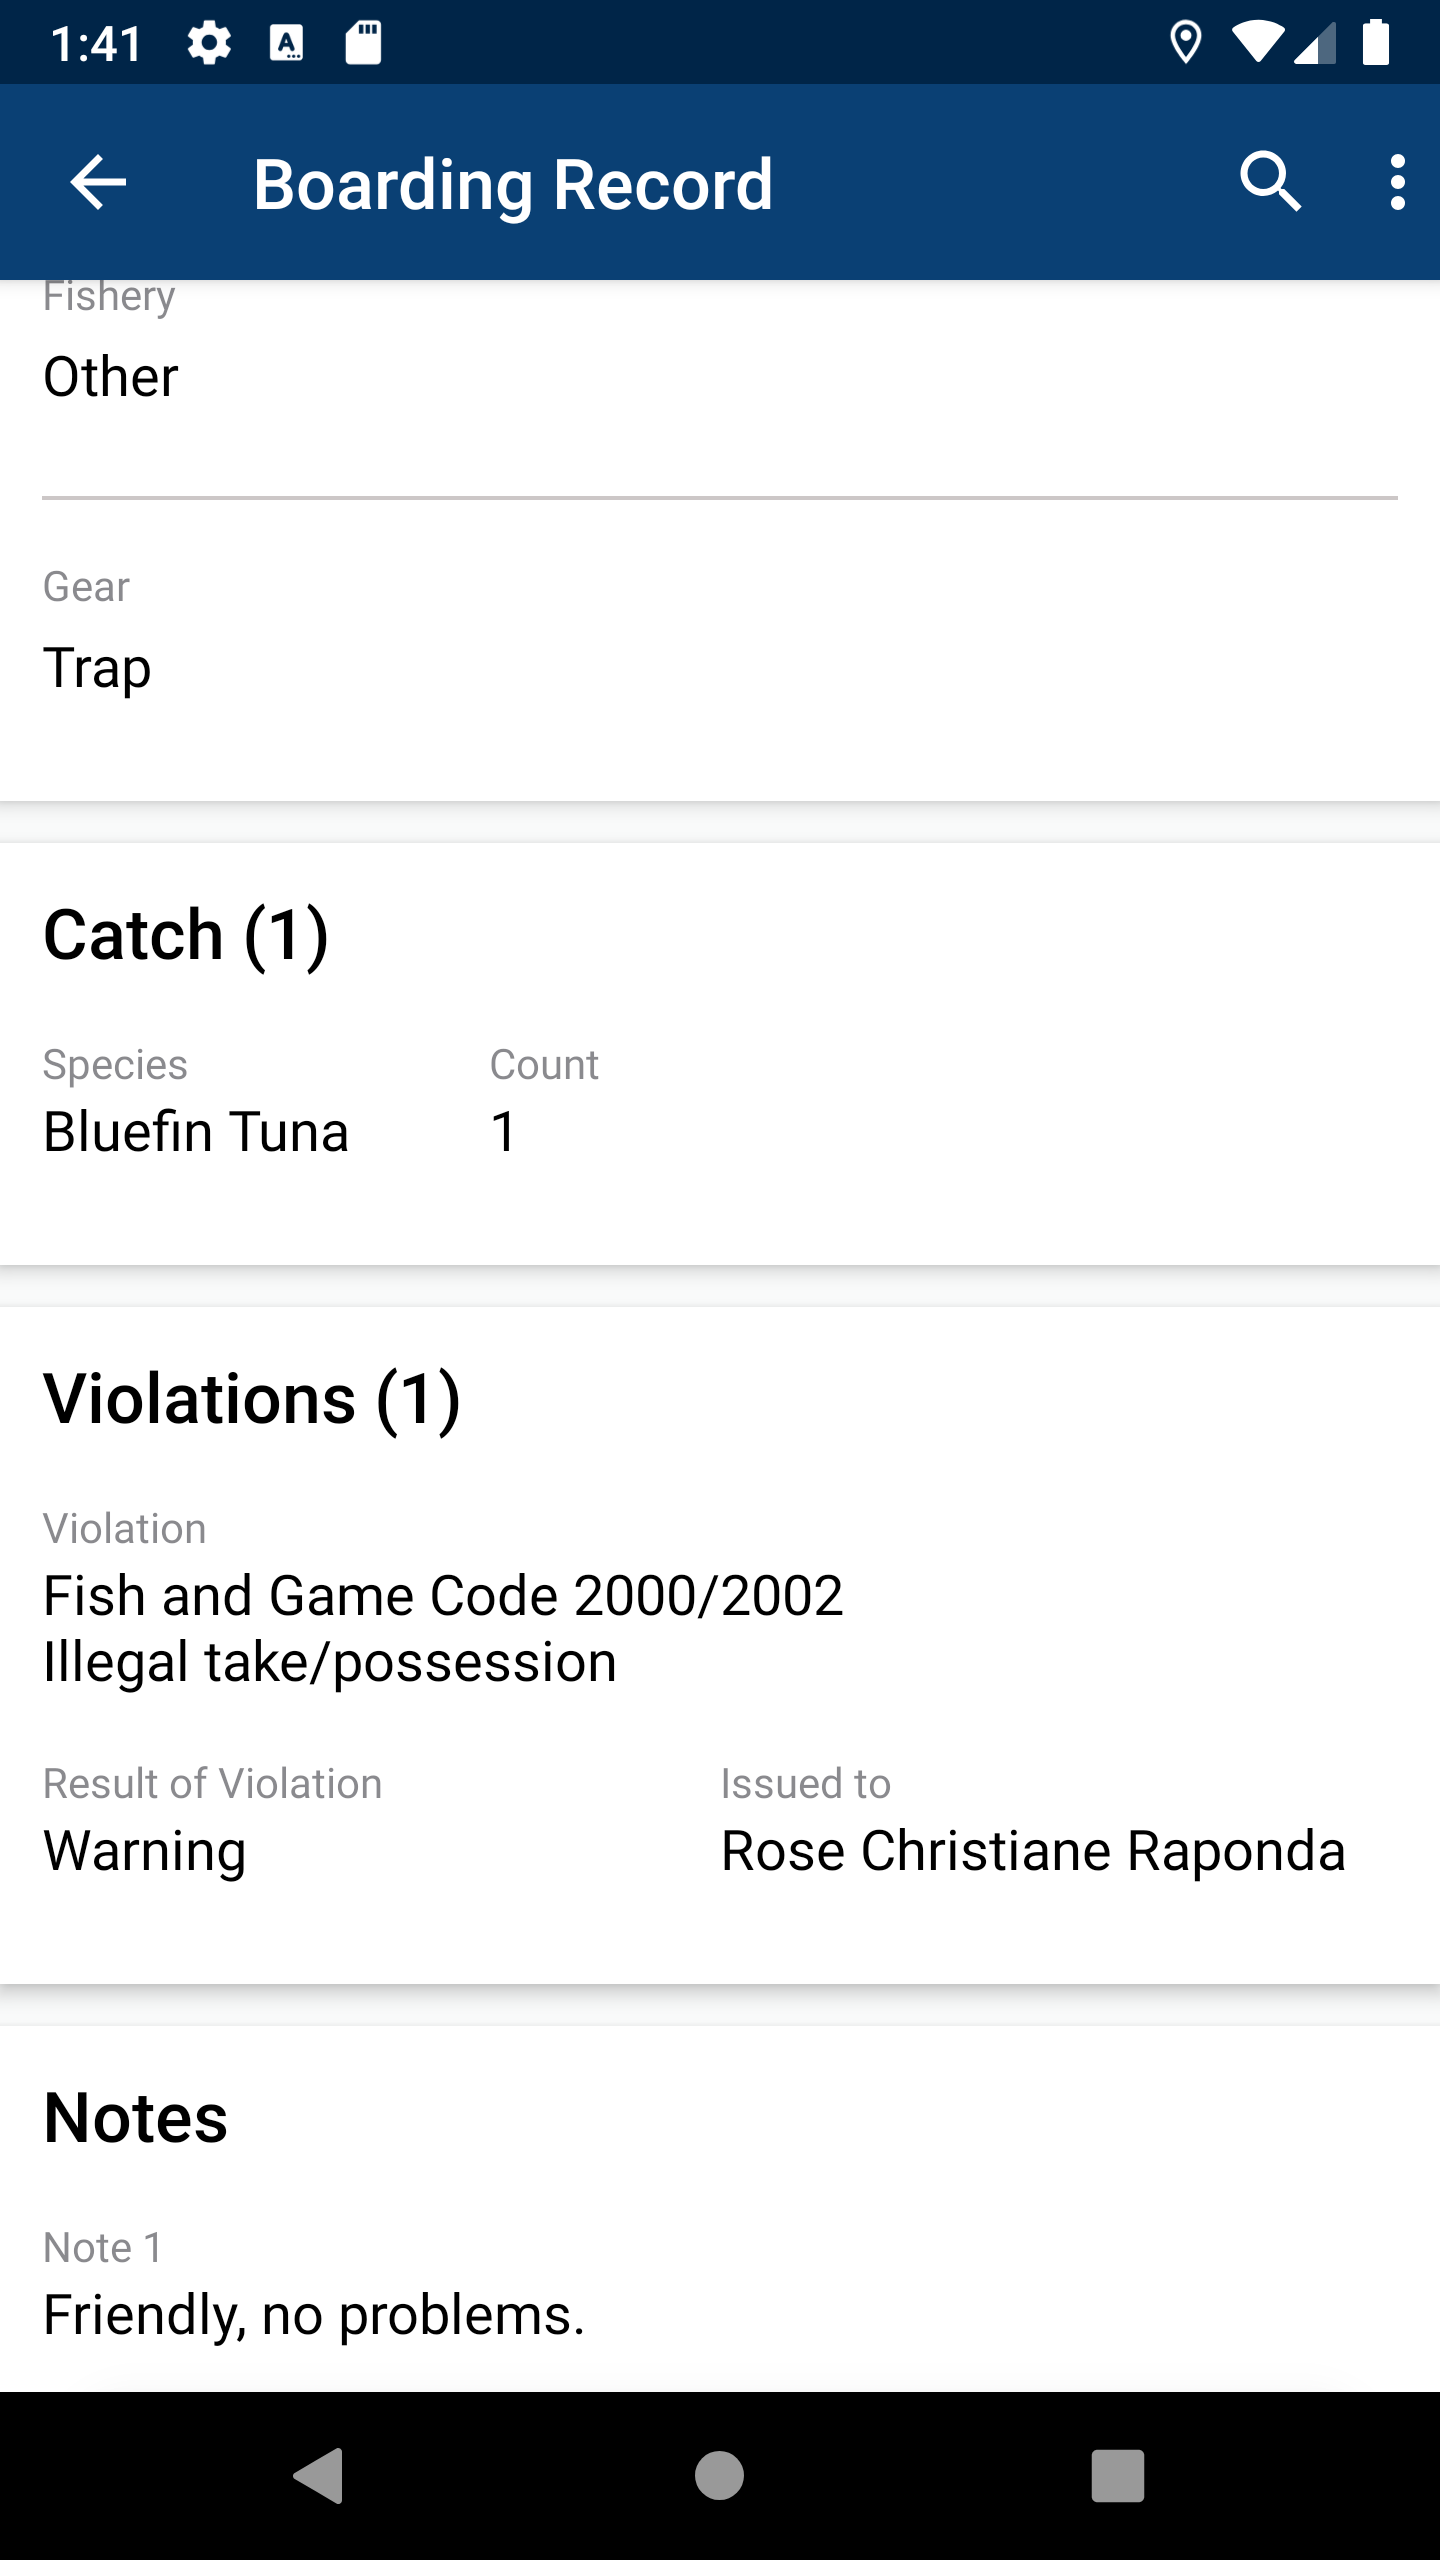 1:41
Boarding Record
Fishery
Other
Gear
Trap
Catch (1)
Species Count
Bluefin Tuna 1
Violations (1)
Violation
Fish and Game Code 2000/2002
Illegal take/possession
Result of Violation Issued to
Warning Rose Christiane Raponda
Notes
Note 1
Friendly, no problems.